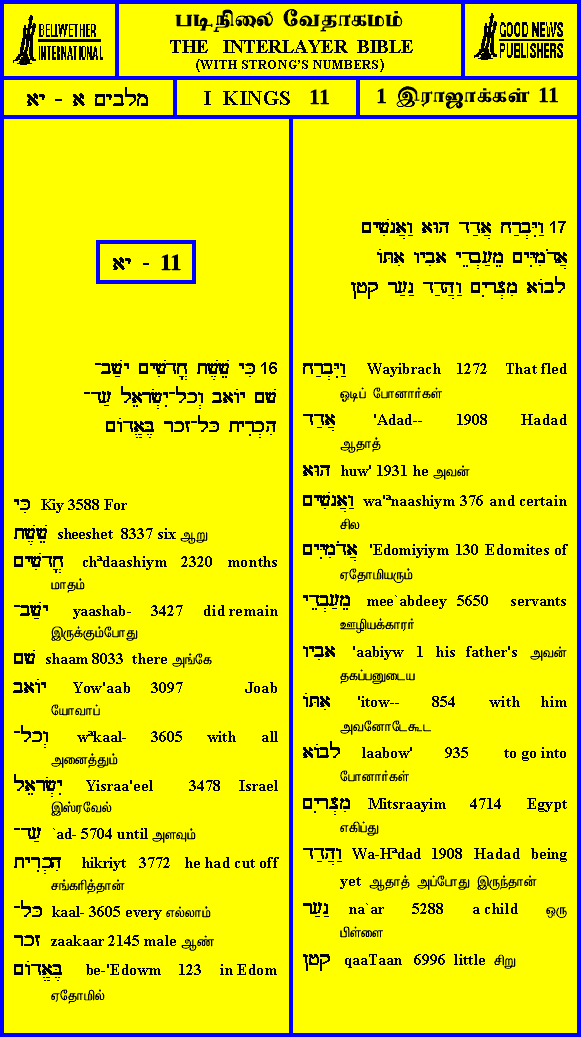 BELLWETHER
INTERNATIONAL
படிநிலை வேதாகமம்
THE INTERLAYER BIBLE
(WITH STRONG'S NUMBERS)
GOOD NEWS
PUBLISHERS
מלכים א - יא
I KINGS 11
1 இராஜாக்கள் 11
יא - 11
16 כִּי שֵׁשֶׁת חֳדָשִׁים יָשַׁב־
שָׁם יוֹאָב וְכָל־יִשְׂרָאֵל עַד־
הִכְרִית כָּל־זָכָר בֶּאֱדוֹם
כִּי Kiy 3588 For
שֵׁשֶׁת sheeshet 8337 six ஆறு
חֳדָשִׁים chªdaashiym 2320 months
மாதம்
יָשַׁב־ yaashab- 3427 did remain
இருக்கும்போது
שָׁם shaam 8033 there அங்கே
יוֹאָב Yow'aab 3097 Joab
யோவாப்
וְכָל־ wªkaal- 3605 with all
அனைத்தும்
יִשְׂרָאֵל Yisraa'eel 3478 Israel
இஸ்ரவேல்
עַד־ `ad- 5704 until அளவும்
הִכְרִית hikriyt 3772 he had cut off
சங்கரித்தான்
כָּל־ kaal- 3605 every எல்லாம்
זָכָר zaakaar 2145 male ஆண்
בֶּאֱדוֹם be-'Edowm 123 in Edom
ஏதோமில்
17 וַיִּבְרַח אֲדַד הוּא וַאֲנָשִׁים
אֲדֹמִיִּים מֵעַבְדֵי אָבִיו אִתּוֹ
לָבוֹא מִצְרָיִם וַהֲדַד נַעַר קָטָן
וַיִּבְרַח Wayibrach 1272 That fled
ஓடிப் போனார்கள்
אֲדַד 'Adad-- 1908 Hadad
ஆதாத்
הוּא huw' 1931 he அவன்
וַאֲנָשִׁים wa'ªnaashiym 376 and certain
சில
אֲדֹמִיִּים 'Edomiyiym 130 Edomites of
ஏதோமியரும்
מֵעַבְדֵי mee`abdeey 5650 servants
ஊழியக்காரர்
אָבִיו 'aabiyw 1 his father's அவன்
தகப்பனுடைய
אִתּוֹ 'itow-- 854 with him
அவனோடேகூட
לָבוֹא laabow' 935 to go into
போனார்கள்
מִצְרַיִם Mitsraayim 4714 Egypt
எகிப்து
וַהֲדַד Wa-Hªdad 1908 Hadad being
yet ஆதாத் அப்போது இருந்தான்
נַעַר na`ar 5288 a child ஒரு
பிள்ளை
קָטָן qaaTaan 6996 little சிறு